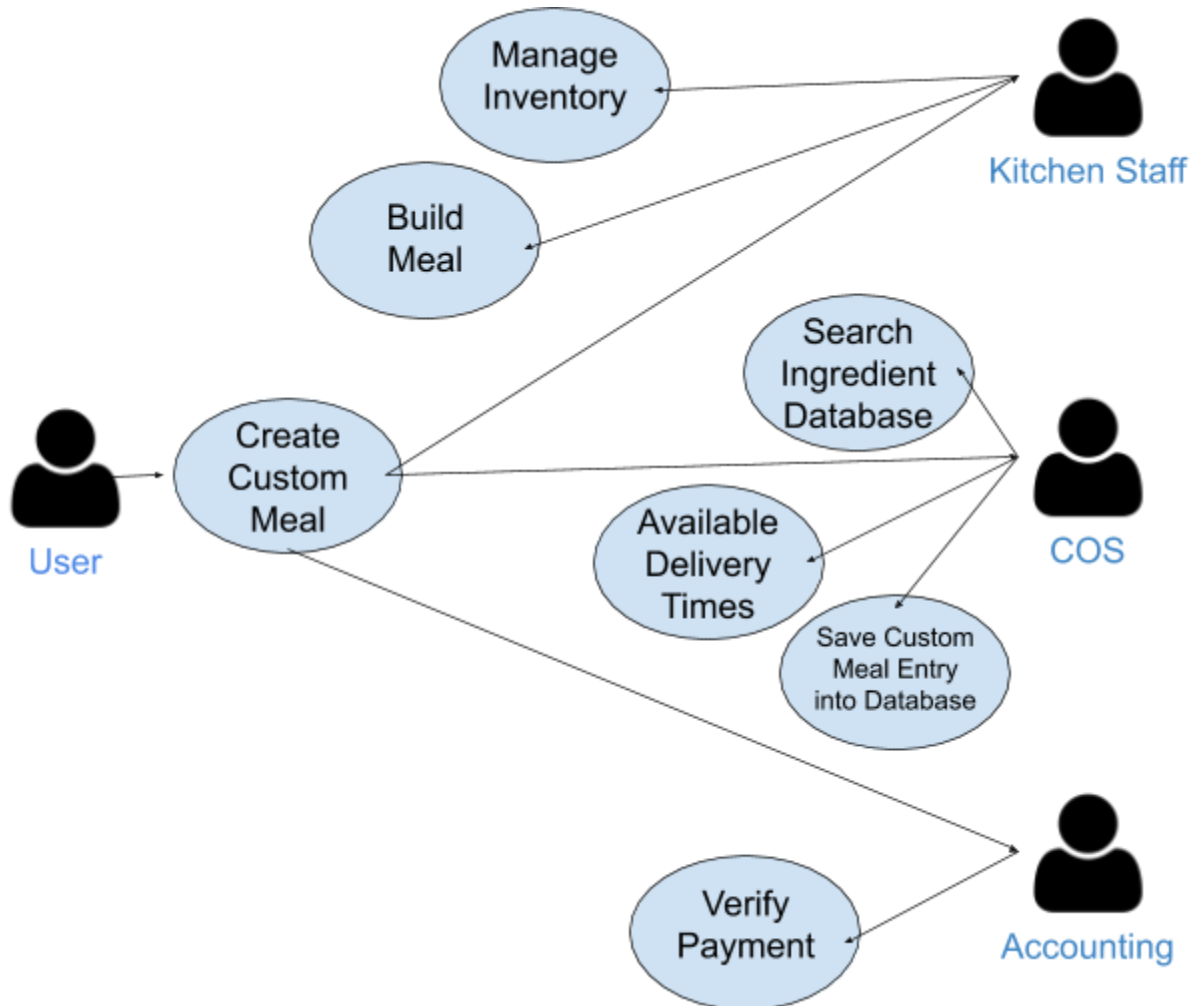 Manage
Inventory
Kitchen Staff
Build
Meal
Search
Ingredient
Database
Create
Custom
Meal
User
Available
Delivery
Times
COS
Save Custom
Meal Entry
into Database
Verify
Payment
Accounting